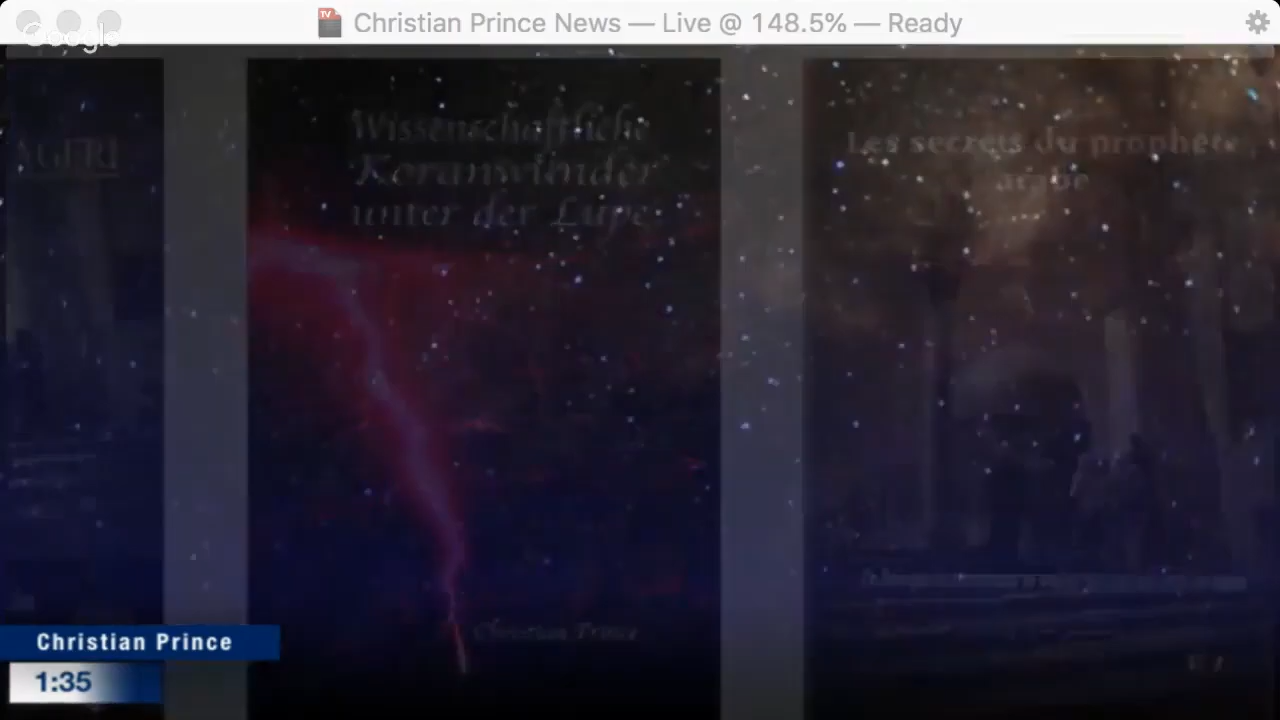 Christian Prince News — Live @ 148.5% — Ready
Google
Wissenschaftliche
Koranwunder
unter der Lupe
Les secrets du prophète
arabe
Christian Prince
Christian Prince
1:35